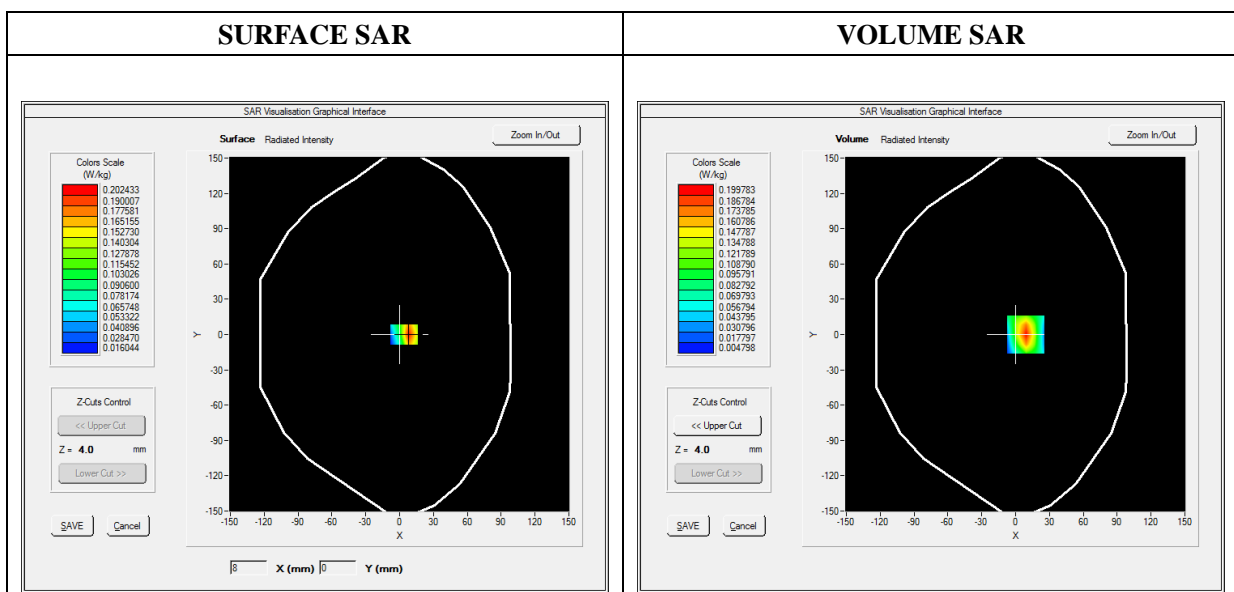 SURFACE SAR
VOLUME SAR
SAR Visualisation Graphical Interface
Surface Radiated Intensity
Zoom In/Out
Colors Scale
(W/kg)
0.202433
0.190007
0.177581
0.165155
0.152730
0.140304
0.127878
0.115452
0.103026
0.090600
0.078174
0.065748
0.053322
0.040896
0.028470
0.016044
Z-Cuts Control
<< Upper Cut
Z = 4.0 mm
Lower Cut >>
SAVE Cancel
150
120
90
60
30
0
-30
-60
-90
-120
-150
Y
-150 -120 -90 -60 -30 0 30 60 90 120 150
X
8 X (mm) 0 Y (mm)
SAR Visualisation Graphical Interface
Volume Radiated Intensity
Zoom In/Out
Colors Scale
(W/kg)
0.199783
0.186784
0.173785
0.160786
0.147787
0.134788
0.121789
0.108790
0.095791
0.082792
0.069793
0.056794
0.043795
0.030796
0.017797
0.004798
Z-Cuts Control
<< Upper Cut
Z = 4.0 mm
Lower Cut >>
SAVE Cancel
150
120
90
60
30
0
-30
-60
-90
-120
-150
Y
-150 -120 -90 -60 -30 0 30 60 90 120 150
X